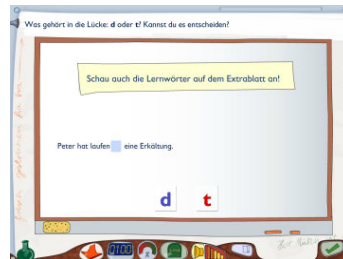 Was gehört in die Lücke: d oder t? Kannst du es entscheiden?
Schau auch die Lernwörter auf dem Extrablatt an!
Peter hat laufen eine Erkältung.
d t